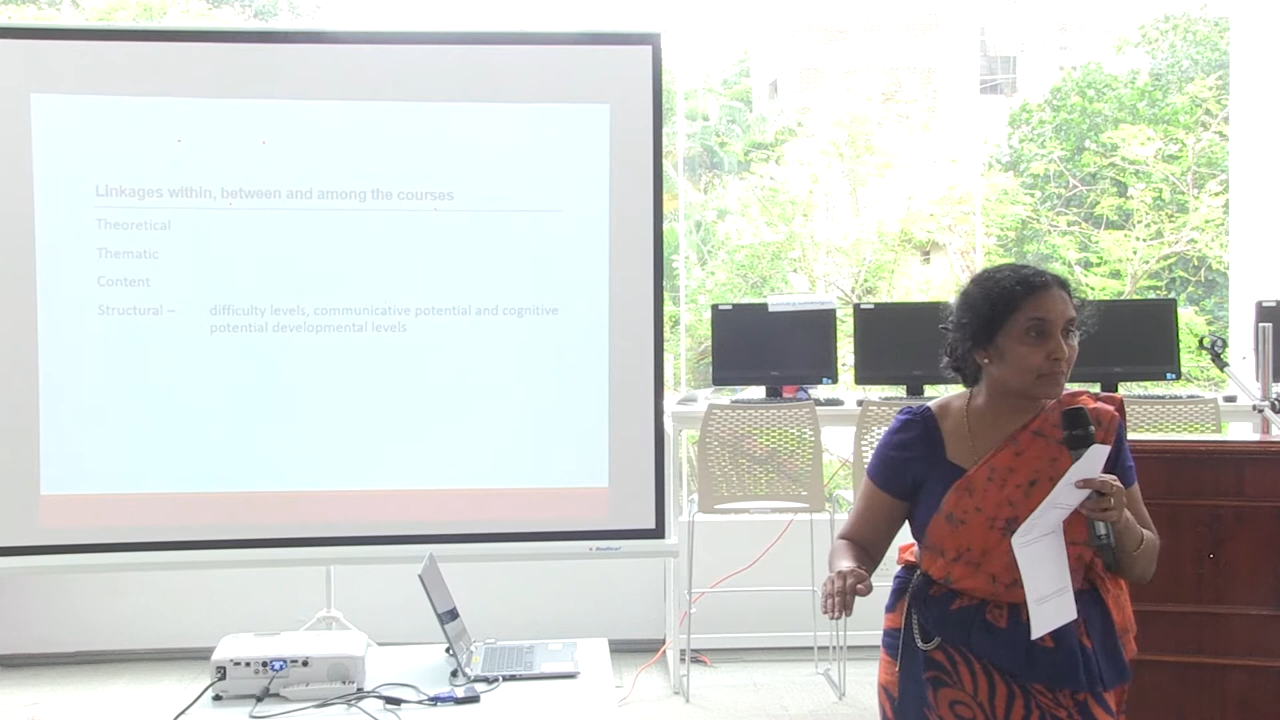 Linkages within, between and among the courses
Theoretical
Thematic
Content
Structural – difficulty levels, communicative potential and cognitive
potential developmental levels